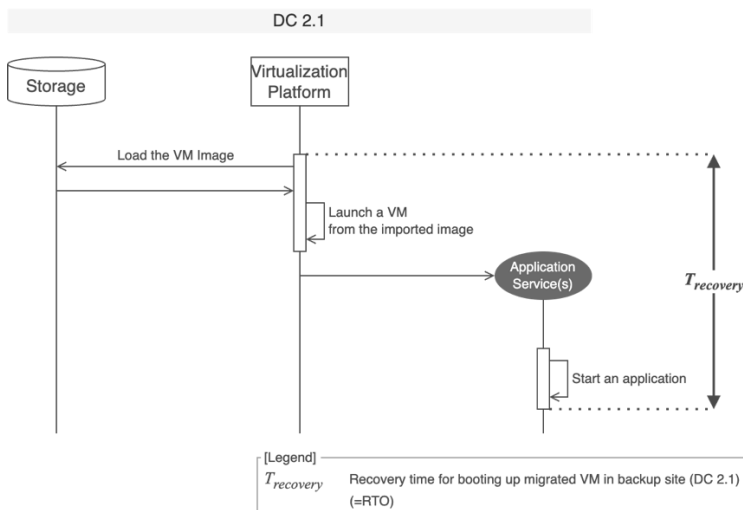 DC 2.1
Storage
Virtualization
Platform
Load the VM Image
Launch a VM
from the imported image
Application
Service(s)
T_recovery
Start an application
[Legend]
T_recovery Recovery time for booting up migrated VM in backup site (DC 2.1)
(=RTO)